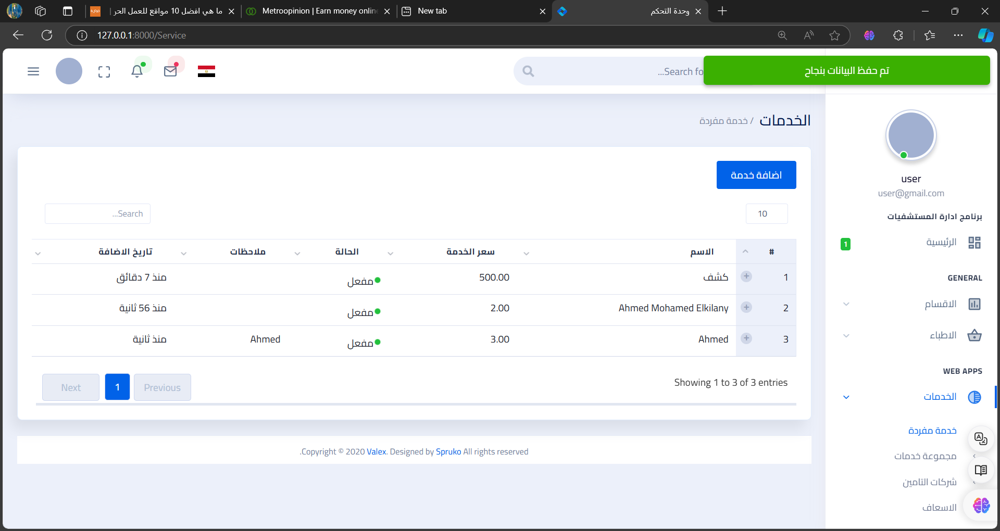 ما هي افضل 10 مواقع للعمل الحر |
Metroopinion | Earn money online
New tab
وحدة التحكم
127.0.0.1:8000/Service
Search fo...
تم حفظ البيانات بنجاح
الخدمات / خدمة مفردة
اضافة خدمة
10
Search...
# الاسم سعر الخدمة الحالة ملاحظات تاريخ الاضافة
1 كشف 500.00 مفعل منذ 7 دقائق
2 Ahmed Mohamed Elkilany 2.00 مفعل منذ 56 ثانية
3 Ahmed 3.00 مفعل Ahmed منذ ثانية
Showing 1 to 3 of 3 entries
Previous 1 Next
Copyright © 2020 Valex. Designed by Spruko All rights reserved.
user
user@gmail.com
برنامج ادارة المستشفيات
الرئيسية 1
GENERAL
الاقسام
الاطباء
WEB APPS
الخدمات
خدمة مفردة
مجموعة خدمات
شركات التامين
الاسعاف